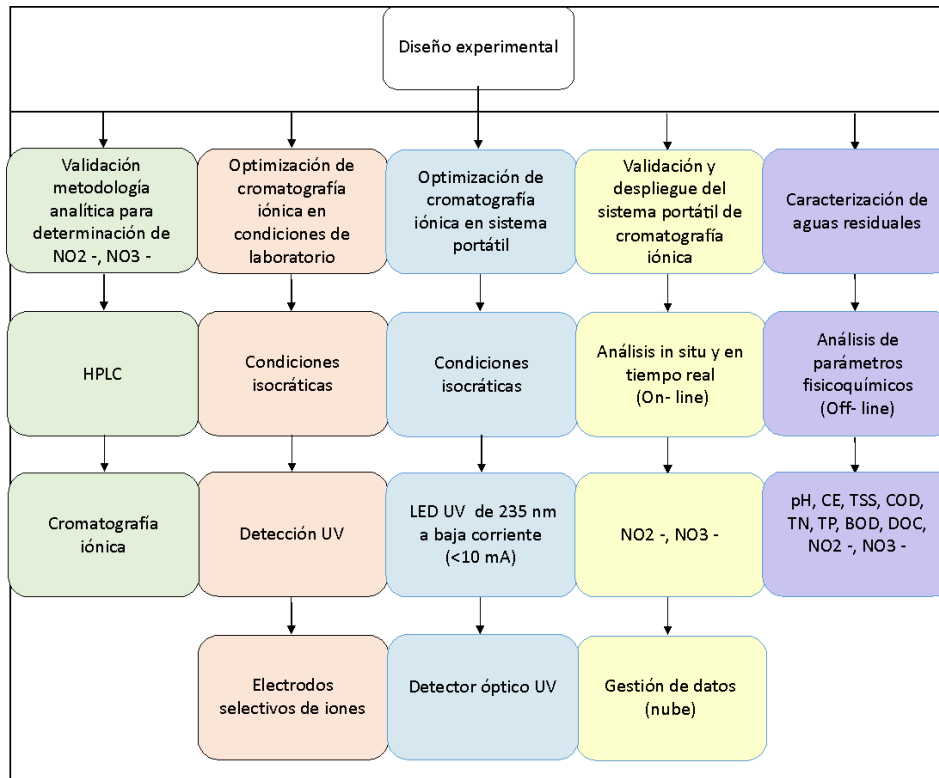 Diseño experimental
Validación
metodología
analítica para
determinación de
NO2 -, NO3 -
Optimización de
cromatografía
iónica en
condiciones de
laboratorio
Optimización de
cromatografía
iónica en sistema
portátil
Validación y
despliegue del
sistema portátil de
cromatografía
iónica
Caracterización de
aguas residuales
HPLC
Condiciones
isocráticas
Condiciones
isocráticas
Análisis in situ y en
tiempo real
(On- line)
Análisis de
parámetros
fisicoquímicos
(Off- line)
Cromatografía
iónica
Detección UV
LED UV de 235 nm
a baja corriente
(<10 mA)
NO2 -, NO3 -
pH, CE, TSS, COD,
TN, TP, BOD, DOC,
NO2 -, NO3 -
Electrodos
selectivos de iones
Detector óptico UV
Gestión de datos
(nube)